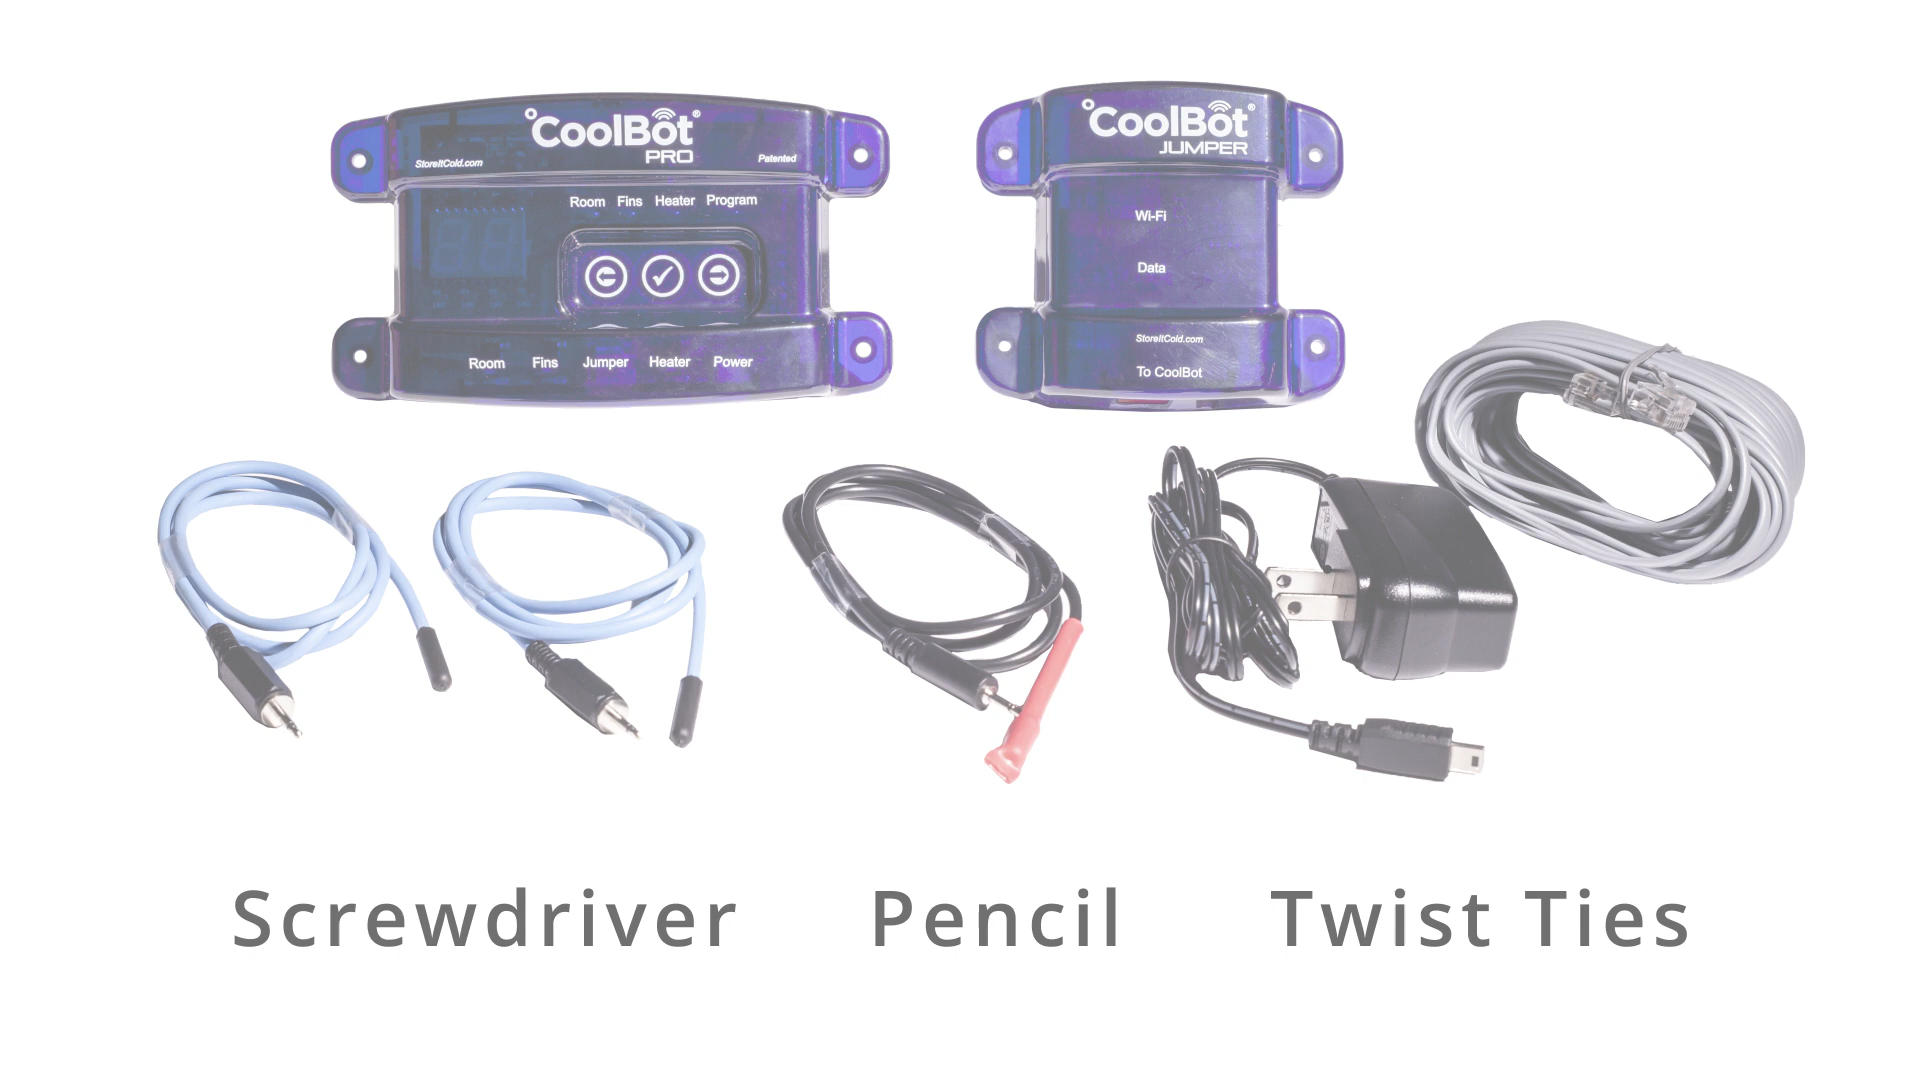 °CoolBot®
PRO
StoreItCold.com
Patented
Room Fins Heater Program
Room Fins Jumper Heater Power
°CoolBot®
JUMPER
Wi-Fi
Data
StoreItCold.com
To CoolBot
Screwdriver Pencil Twist Ties